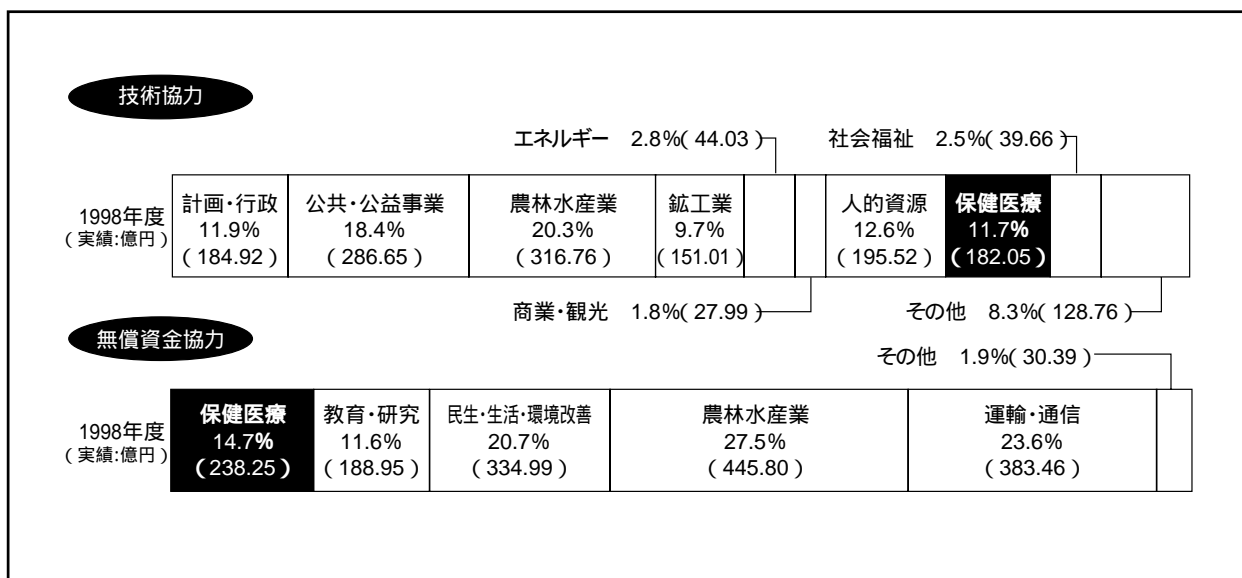 技術協力
エネルギー 2.8%(44.03)
社会福祉 2.5%(39.66)
1998年度
(実績:億円)
計画・行政
11.9%
(184.92)
公共・公益事業
18.4%
(286.65)
農林水産業
20.3%
(316.76)
鉱工業
9.7%
(151.01)
人的資源
12.6%
(195.52)
保健医療
11.7%
(182.05)
商業・観光 1.8%(27.99)
その他 8.3%(128.76)
無償資金協力
その他 1.9%(30.39)
1998年度
(実績:億円)
保健医療
14.7%
(238.25)
教育・研究
11.6%
(188.95)
民生・生活・環境改善
20.7%
(334.99)
農林水産業
27.5%
(445.80)
運輸・通信
23.6%
(383.46)